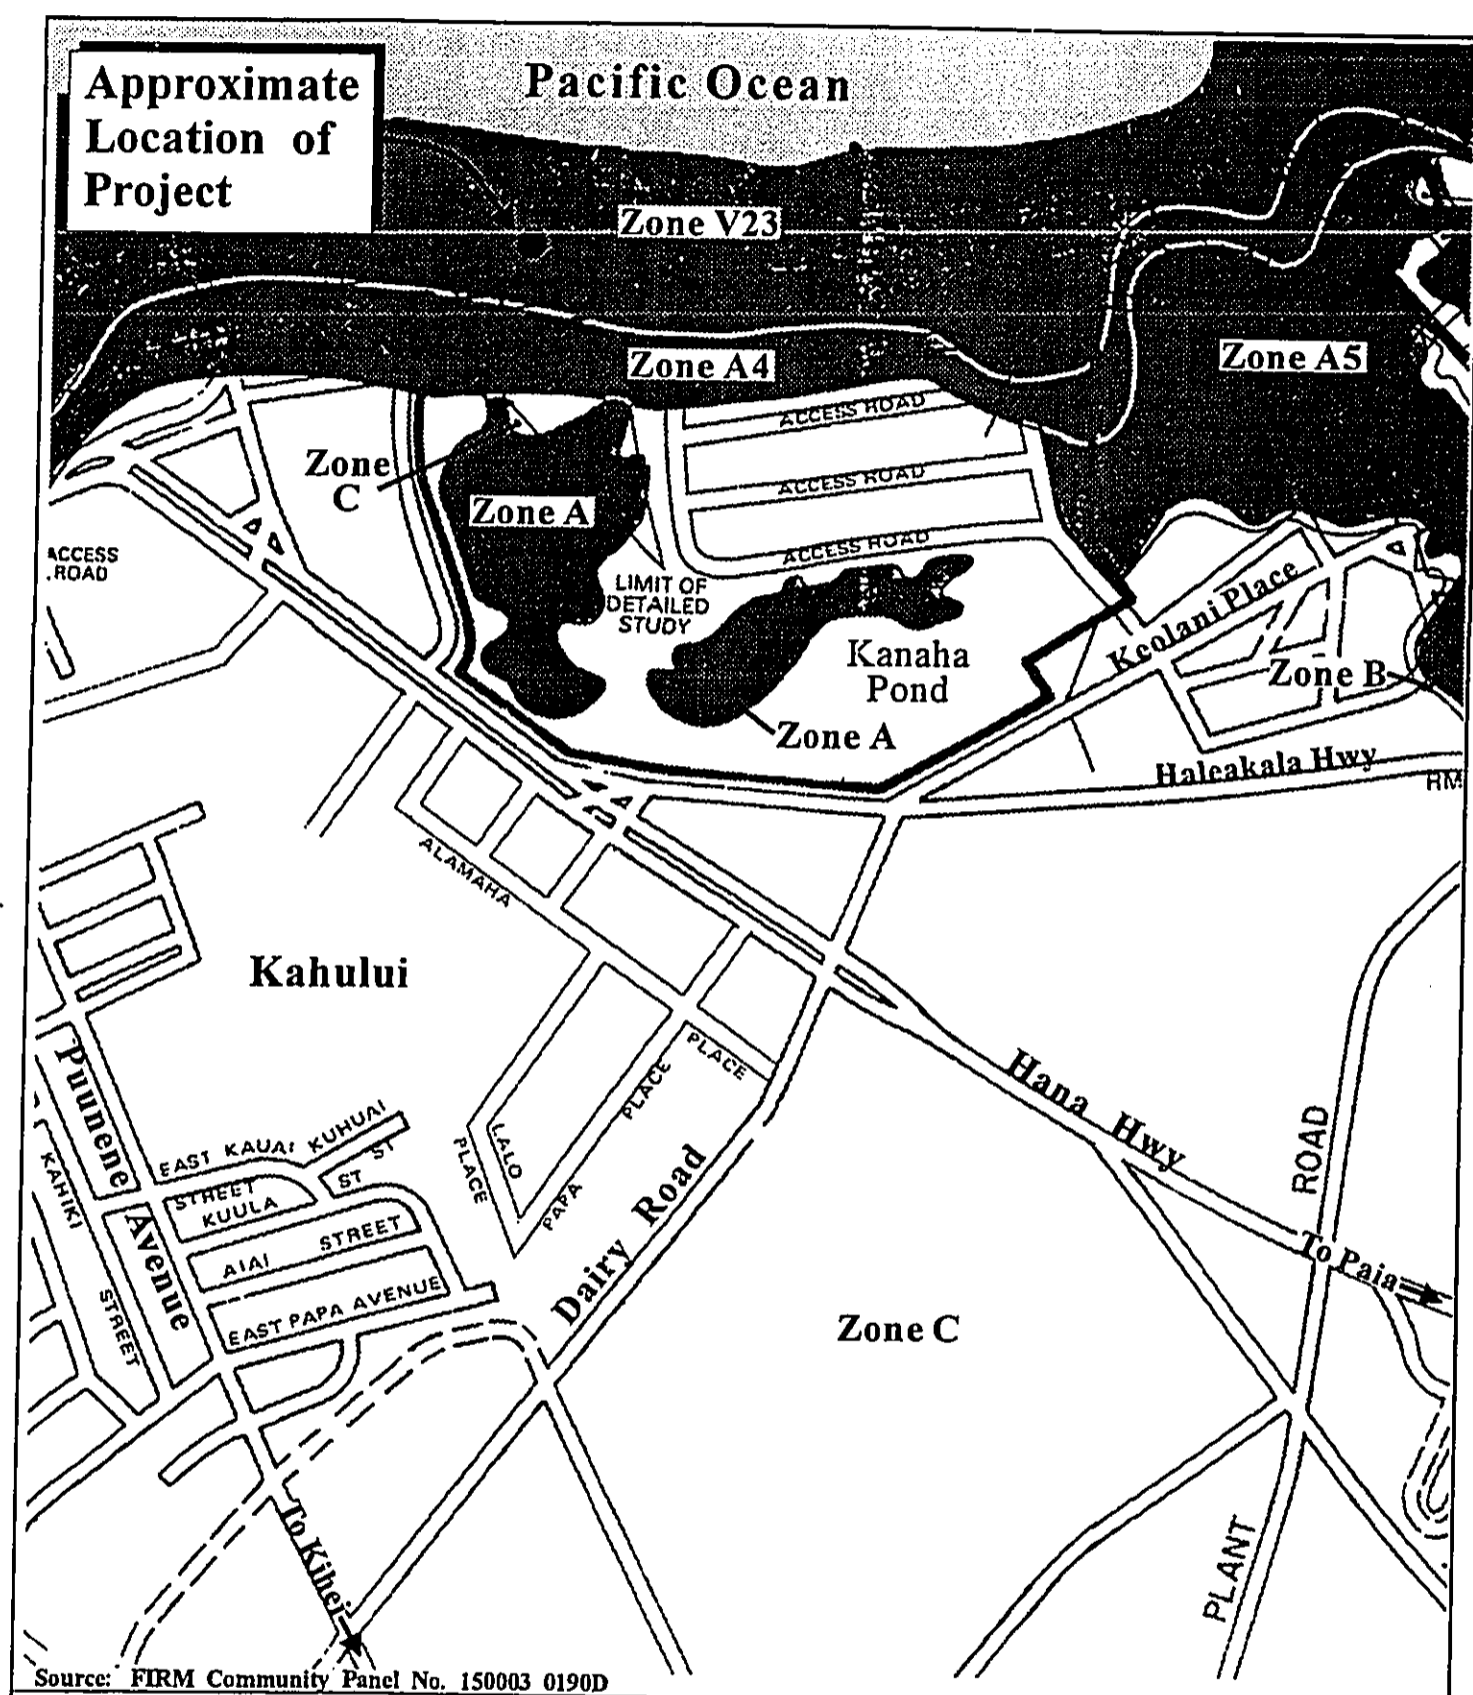 Approximate
Location of
Project
Pacific Ocean
Zone V23
Zone A4
Zone A5
ACCESS ROAD
Zone
C
ACCESS ROAD
Zone A
ACCESS ROAD
ACCESS
ROAD
LIMIT OF
DETAILED
STUDY
Keolani Place
Kanaha
Pond
Zone B
Zone A
Haleakala Hwy
RM
ALAMAHA
Kahului
PLACE
PLACE
Hana Hwy
Puunene
Avenue
EAST KAUAI
STREET
KUHUAI
ST
ST
KUULA
LALO
PLACE
PAPA
ROAD
KAHIKI
STREET
AIAI STREET
Dairy Road
To Paia
EAST PAPA AVENUE
Zone C
To Kihei
PLANT
Source: FIRM Community Panel No. 150003 0190D